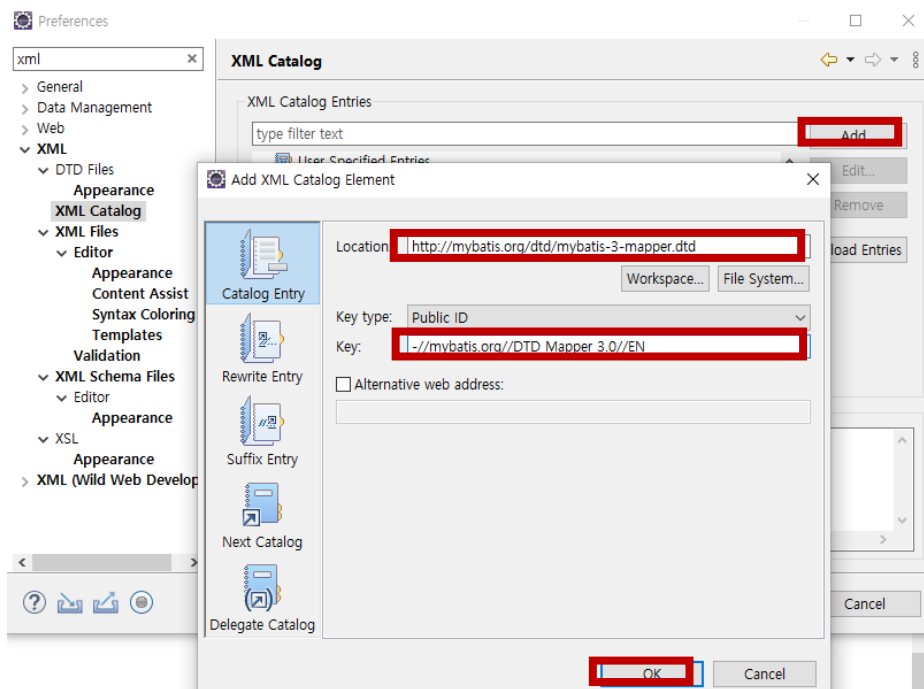 Preferences
xml
XML Catalog
General
Data Management
Web
XML
DTD Files
Appearance
XML Catalog
XML Files
Editor
Appearance
Content Assist
Syntax Coloring
Templates
Validation
XML Schema Files
Editor
Appearance
XSL
Appearance
XML (Wild Web Develop
XML Catalog Entries
type filter text
Add
User Specified Entries
Edit...
Remove
load Entries
Add XML Catalog Element
Catalog Entry
Rewrite Entry
Suffix Entry
Next Catalog
Delegate Catalog
Location
http://mybatis.org/dtd/mybatis-3-mapper.dtd
Workspace...
File System...
Key type:
Public ID
Key:
-//mybatis.org//DTD Mapper 3.0//EN
Alternative web address:
OK
Cancel
Cancel